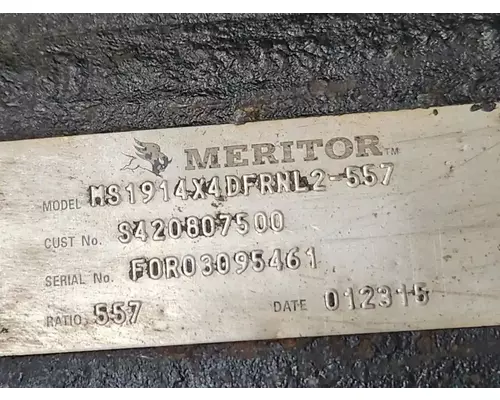 MERITOR™
MODEL MS1914X4DFRNL2-557
CUST No. S420807500
SERIAL No. FOR03095461
RATIO 557 DATE 012315